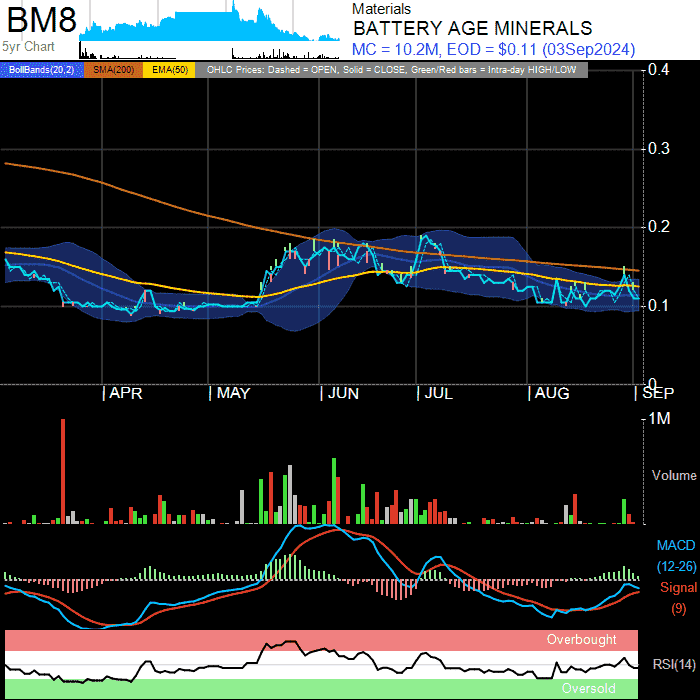 BM8
5yr Chart
Materials
BATTERY AGE MINERALS
MC = 10.2M, EOD = $0.11 (03Sep2024)
BollBands(20,2) SMA(200) EMA(50) OHLC Prices: Dashed = OPEN, Solid = CLOSE, Green/Red bars = Intra-day HIGH/LOW
0.4
0.3
0.2
0.1
0
APR MAY JUN JUL AUG SEP
1M
Volume
MACD
(12-26)
Signal
(9)
Overbought
RSI(14)
Oversold